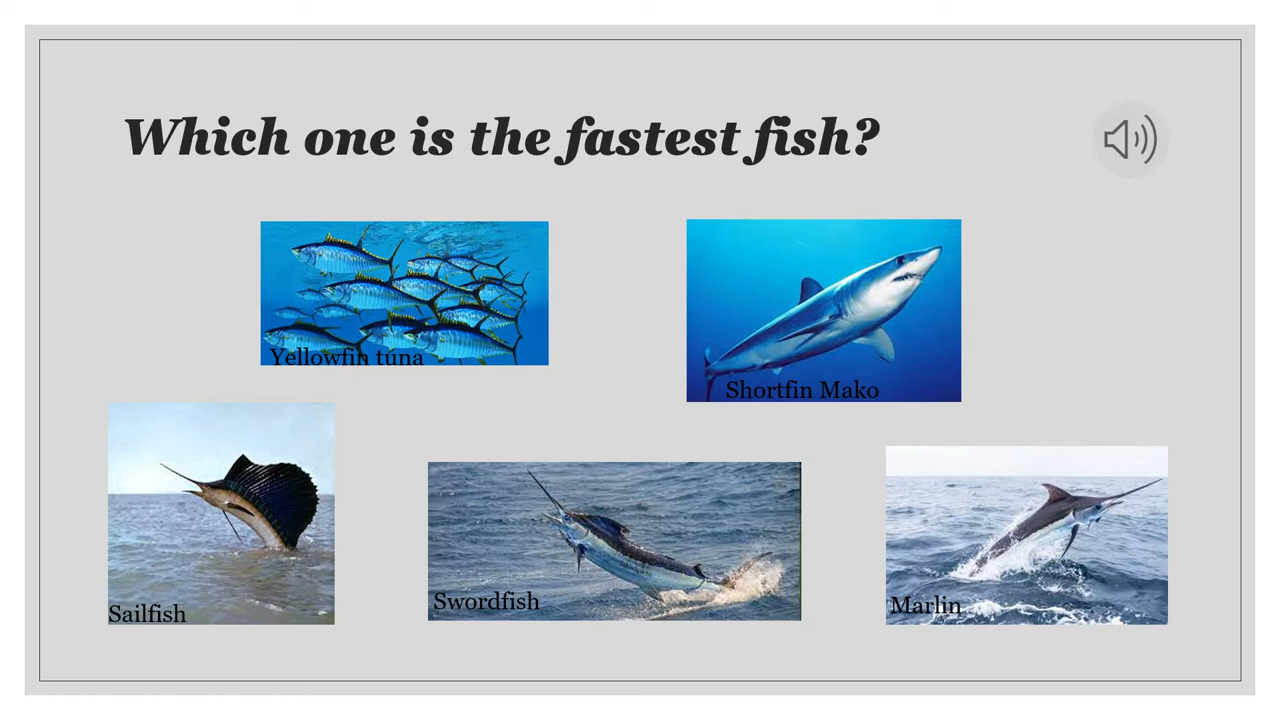 Which one is the fastest fish?
Yellowfin tuna
Shortfin Mako
Sailfish
Swordfish
Marlin